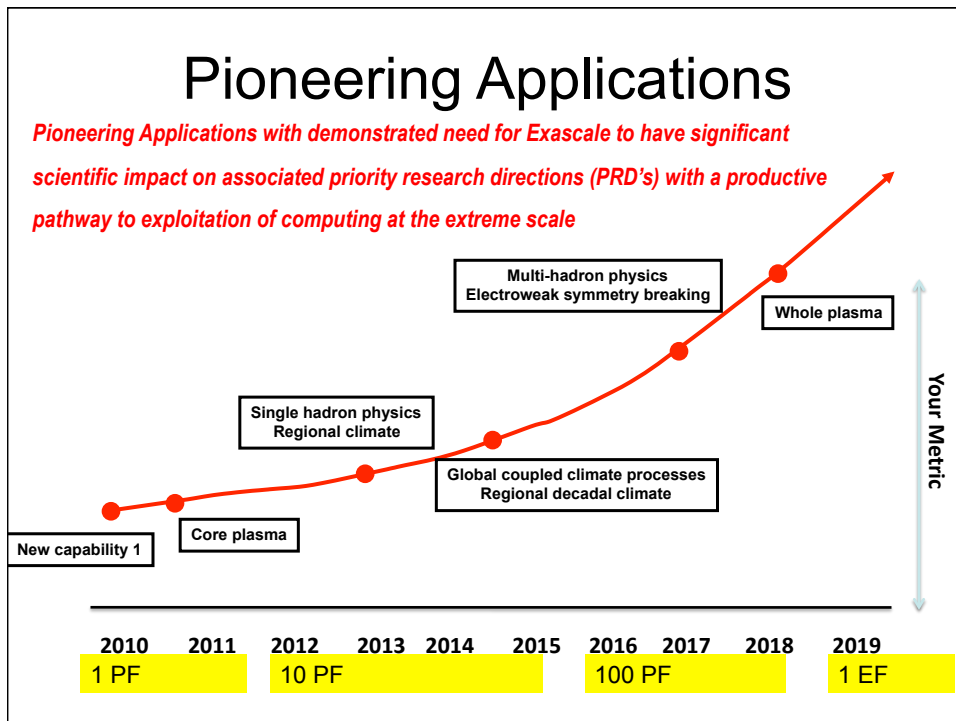 Pioneering Applications
Pioneering Applications with demonstrated need for Exascale to have significant
scientific impact on associated priority research directions (PRD’s) with a productive
pathway to exploitation of computing at the extreme scale
Multi-hadron physics
Electroweak symmetry breaking
Whole plasma
Your Metric
Single hadron physics
Regional climate
Global coupled climate processes
Regional decadal climate
Core plasma
New capability 1
2010 2011 2012 2013 2014 2015 2016 2017 2018 2019
1 PF 10 PF 100 PF 1 EF